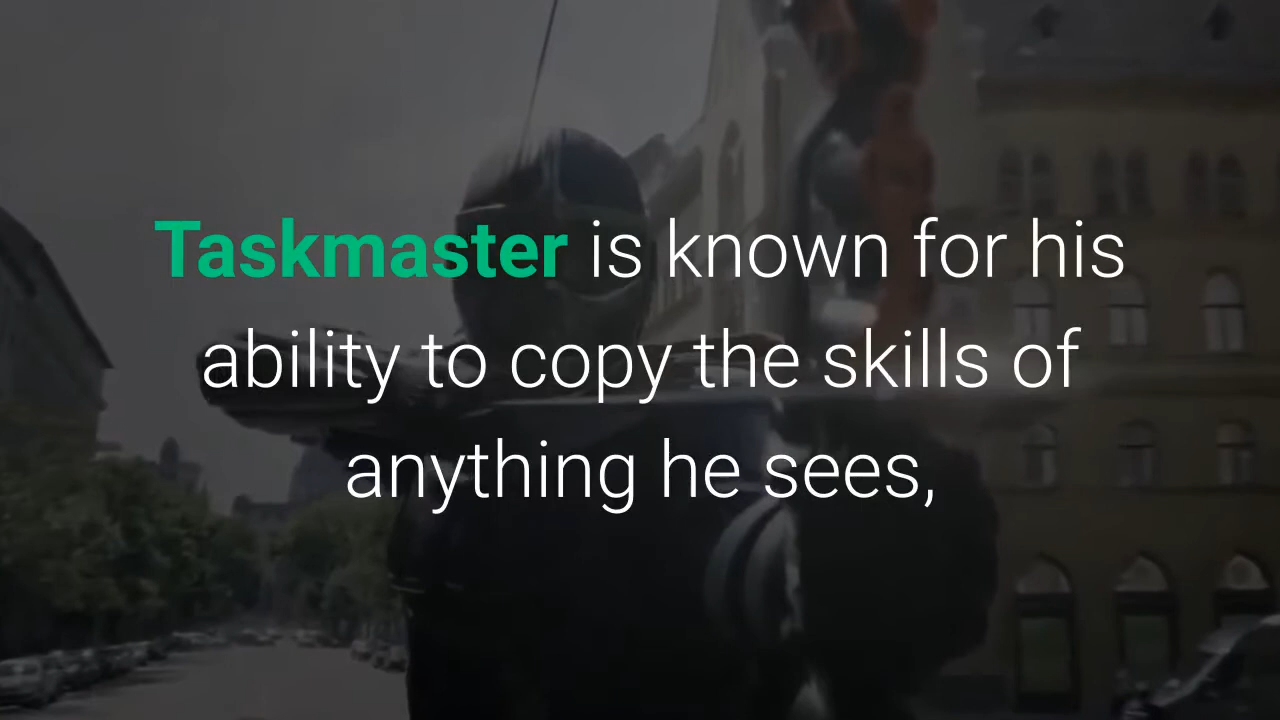 Taskmaster is known for his
ability to copy the skills of
anything he sees,